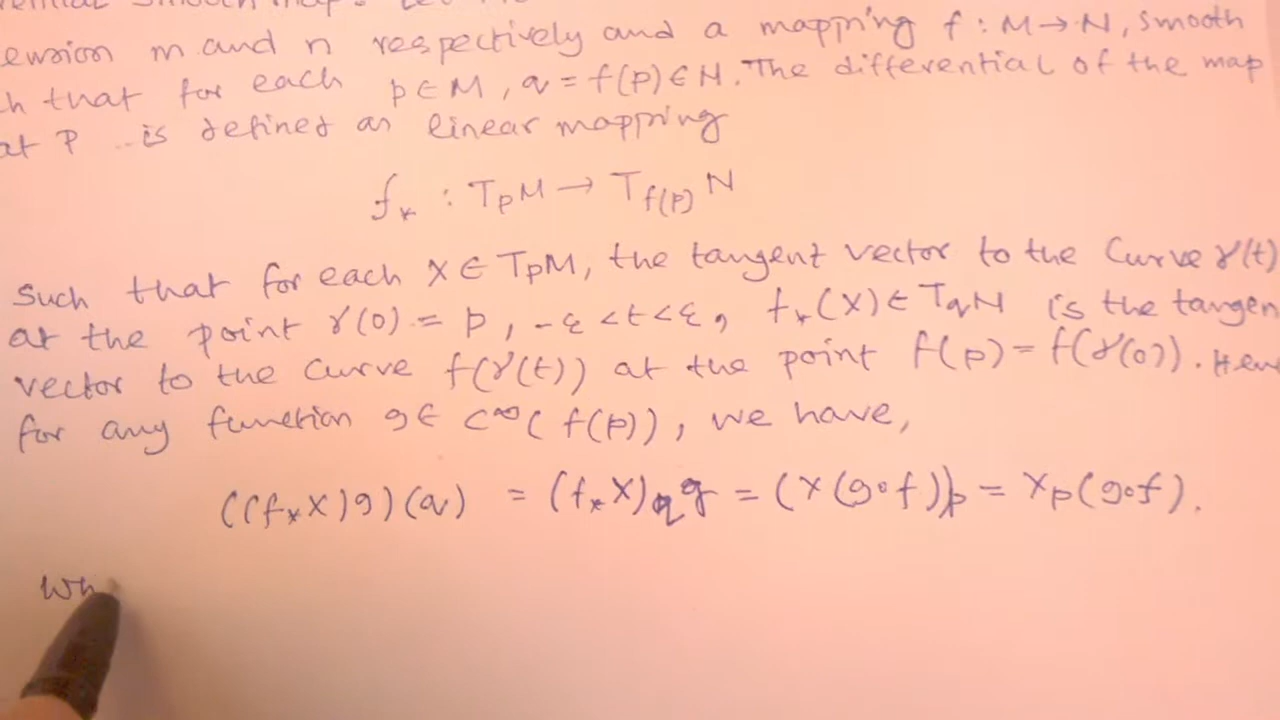 m and n respectively and a mapping f : M → N, smooth
that for each p ∈ M, q = f(p) ∈ N. The differential of the map
at P .. is defined as linear mapping
f* : TpM → Tf(p) N
Such that for each X ∈ TpM, the tangent vector to the Curve γ(t)
at the point γ(0) = p, -ε < t < ε, f*(X) ∈ TqN is the tangen
vector to the curve f(γ(t)) at the point f(p) = f(γ(0)). Hen
for any function g ∈ C∞(f(p)), we have,
((f*X)g)(q) = (f*X)q g = (X(g∘f))p = Xp(g∘f).
Wh